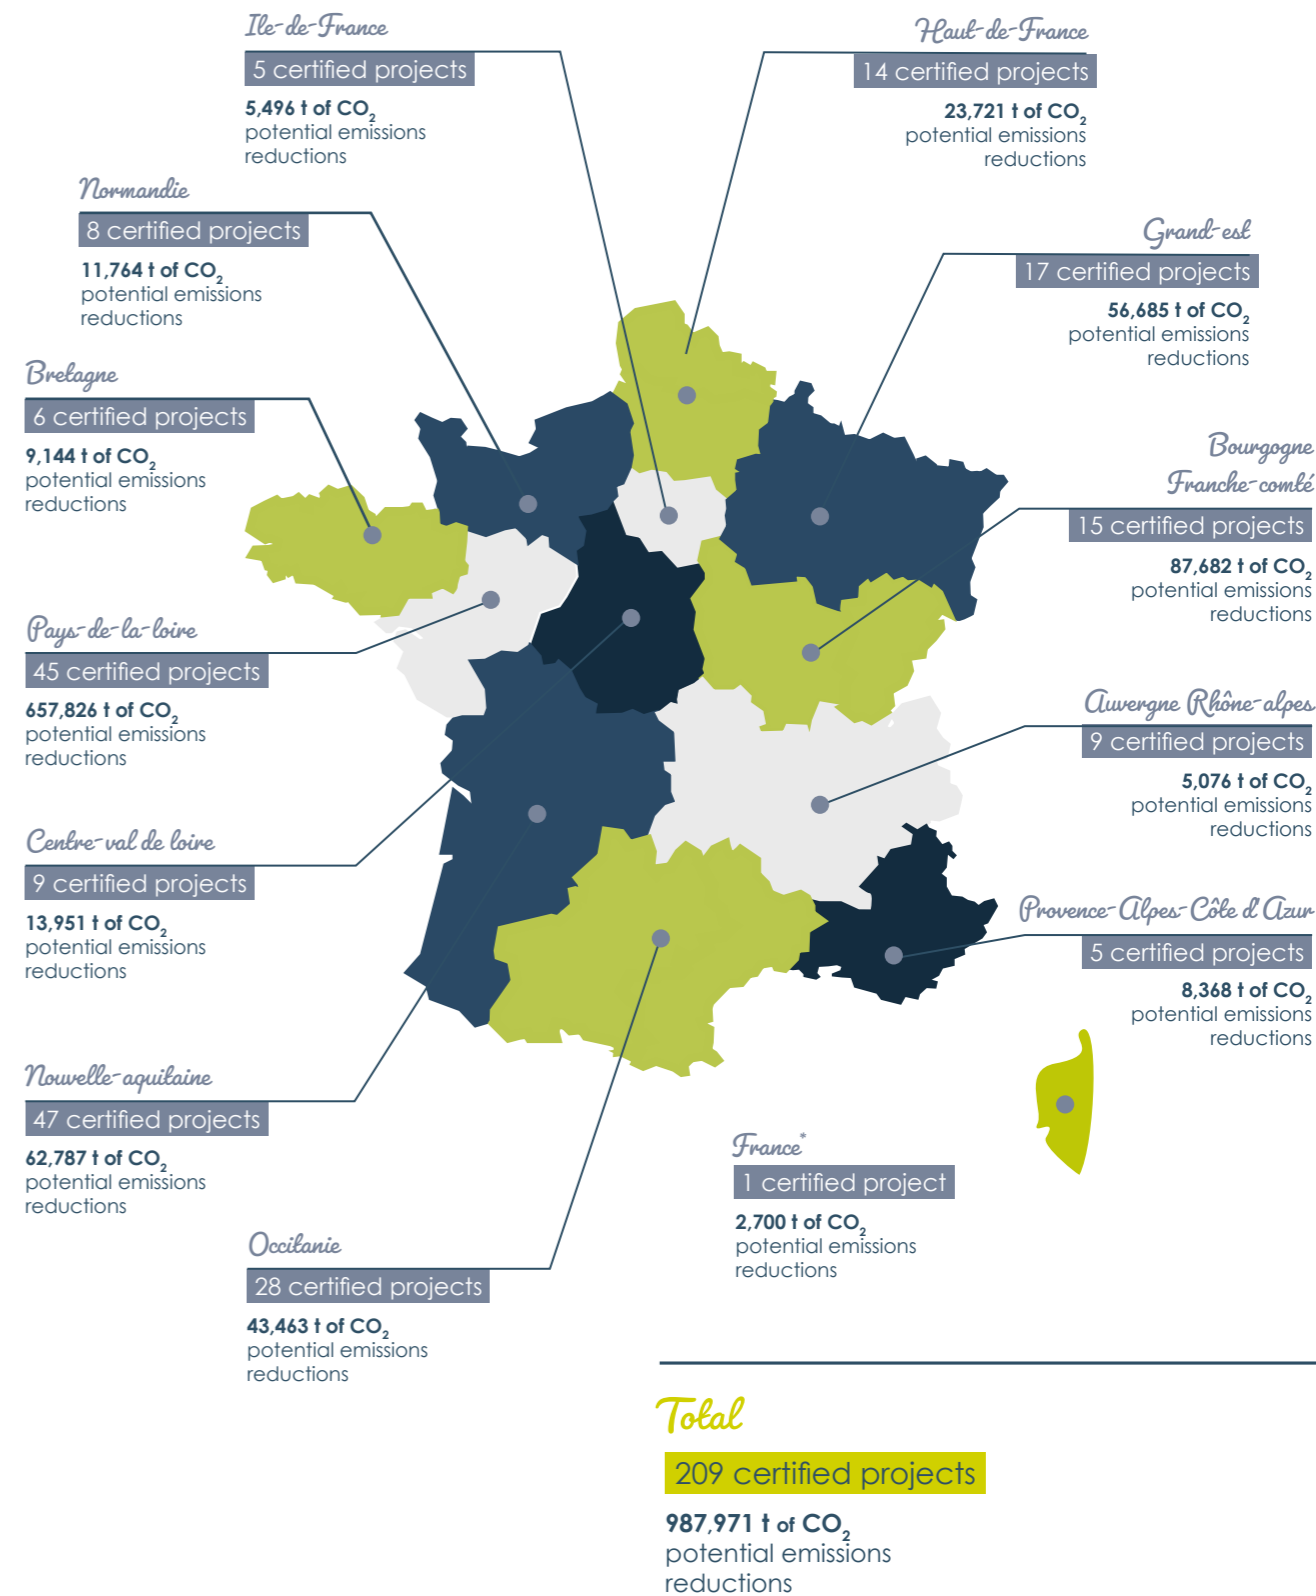 Ile-de-France
5 certified projects
5,496 t of CO2
potential emissions
reductions
Haut-de-France
14 certified projects
23,721 t of CO2
potential emissions
reductions
Normandie
8 certified projects
11,764 t of CO2
potential emissions
reductions
Grand-est
17 certified projects
56,685 t of CO2
potential emissions
reductions
Bretagne
6 certified projects
9,144 t of CO2
potential emissions
reductions
Bourgogne
Franche-comté
15 certified projects
87,682 t of CO2
potential emissions
reductions
Pays-de-la-loire
45 certified projects
657,826 t of CO2
potential emissions
reductions
Auvergne Rhône-alpes
9 certified projects
5,076 t of CO2
potential emissions
reductions
Centre-val de loire
9 certified projects
13,951 t of CO2
potential emissions
reductions
Provence-Alpes-Côte d'Azur
5 certified projects
8,368 t of CO2
potential emissions
reductions
Nouvelle-aquitaine
47 certified projects
62,787 t of CO2
potential emissions
reductions
France*
1 certified project
2,700 t of CO2
potential emissions
reductions
Occitanie
28 certified projects
43,463 t of CO2
potential emissions
reductions
Total
209 certified projects
987,971 t of CO2
potential emissions
reductions